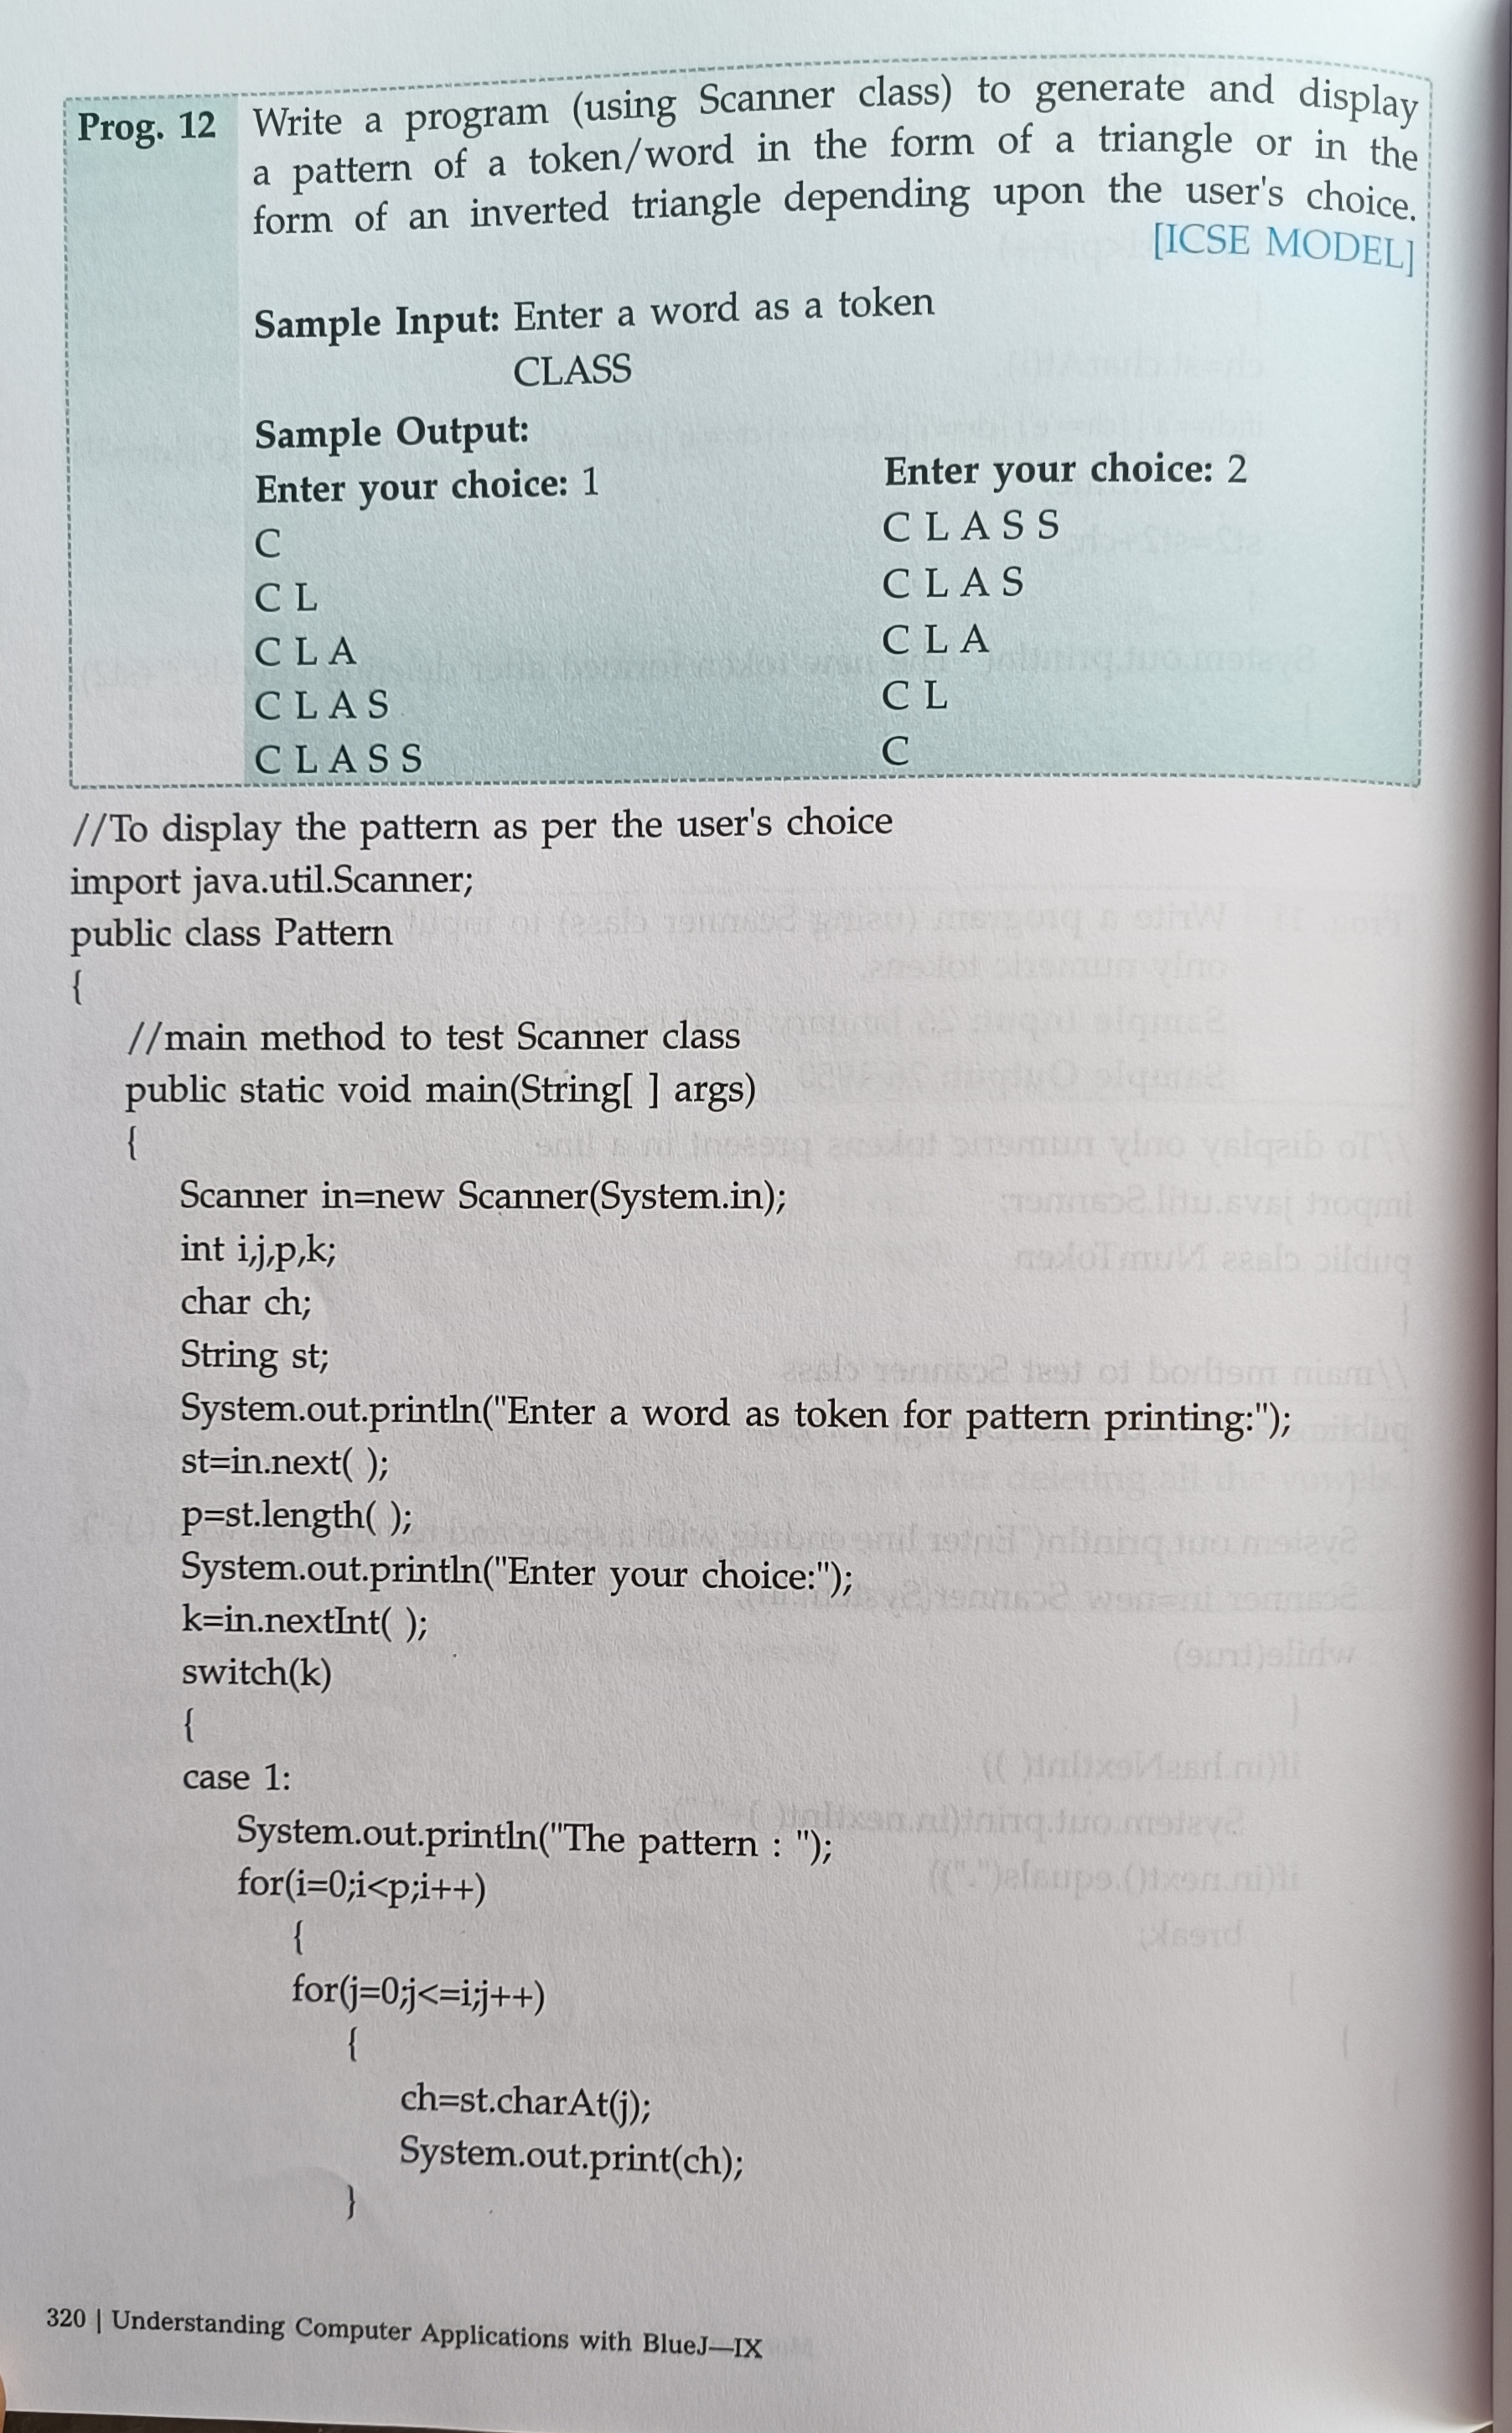 Prog. 12 Write a program (using Scanner class) to generate and display
a pattern of a token/word in the form of a triangle or in the
form of an inverted triangle depending upon the user's choice.
[ICSE MODEL]
Sample Input: Enter a word as a token
CLASS
Sample Output:
Enter your choice: 1
C
C L
C L A
C L A S
C L A S S
Enter your choice: 2
C L A S S
C L A S
C L A
C L
C
//To display the pattern as per the user's choice
import java.util.Scanner;
public class Pattern
{
//main method to test Scanner class
public static void main(String[ ] args)
{
Scanner in=new Scanner(System.in);
int i,j,p,k;
char ch;
String st;
System.out.println("Enter a word as token for pattern printing:");
st=in.next( );
p=st.length( );
System.out.println("Enter your choice:");
k=in.nextInt( );
switch(k)
{
case 1:
System.out.println("The pattern : ");
for(i=0;i<p;i++)
{
for(j=0;j<=i;j++)
{
ch=st.charAt(j);
System.out.print(ch);
}
320 | Understanding Computer Applications with BlueJ—IX